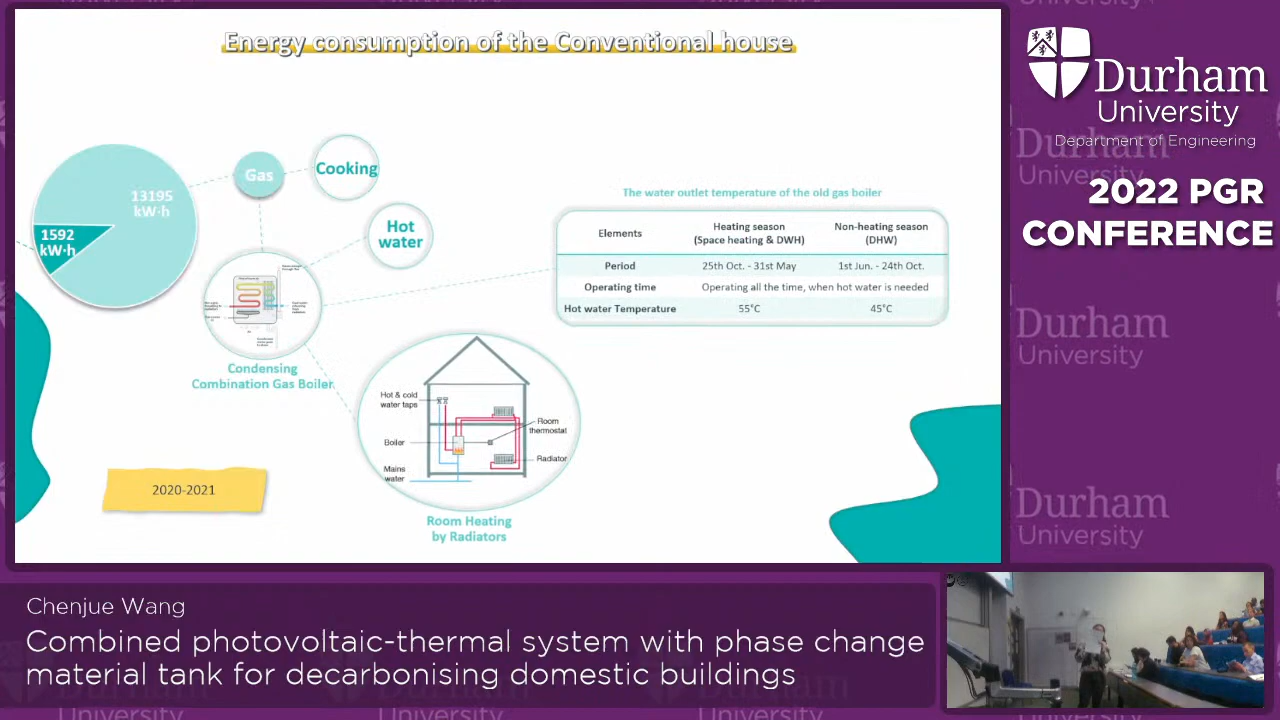 Energy consumption of the Conventional house
13195
kW·h
1592
kW·h
Gas
Cooking
Hot
water
Condensing
Combination Gas Boiler
The water outlet temperature of the old gas boiler
Elements
Heating season
(Space heating & DWH)
Non-heating season
(DHW)
Period
25th Oct. - 31st May
1st Jun. - 24th Oct.
Operating time
Operating all the time, when hot water is needed
Hot water Temperature
55°C
45°C
Hot & cold
water taps
Boiler
Mains
water
Room
thermostat
Radiator
Room Heating
by Radiators
2020-2021
Durham
University
Department of Engineering
2022 PGR
CONFERENCE
Durham
University
Durham
University
Durham
University
Chenjue Wang
Combined photovoltaic-thermal system with phase change
material tank for decarbonising domestic buildings